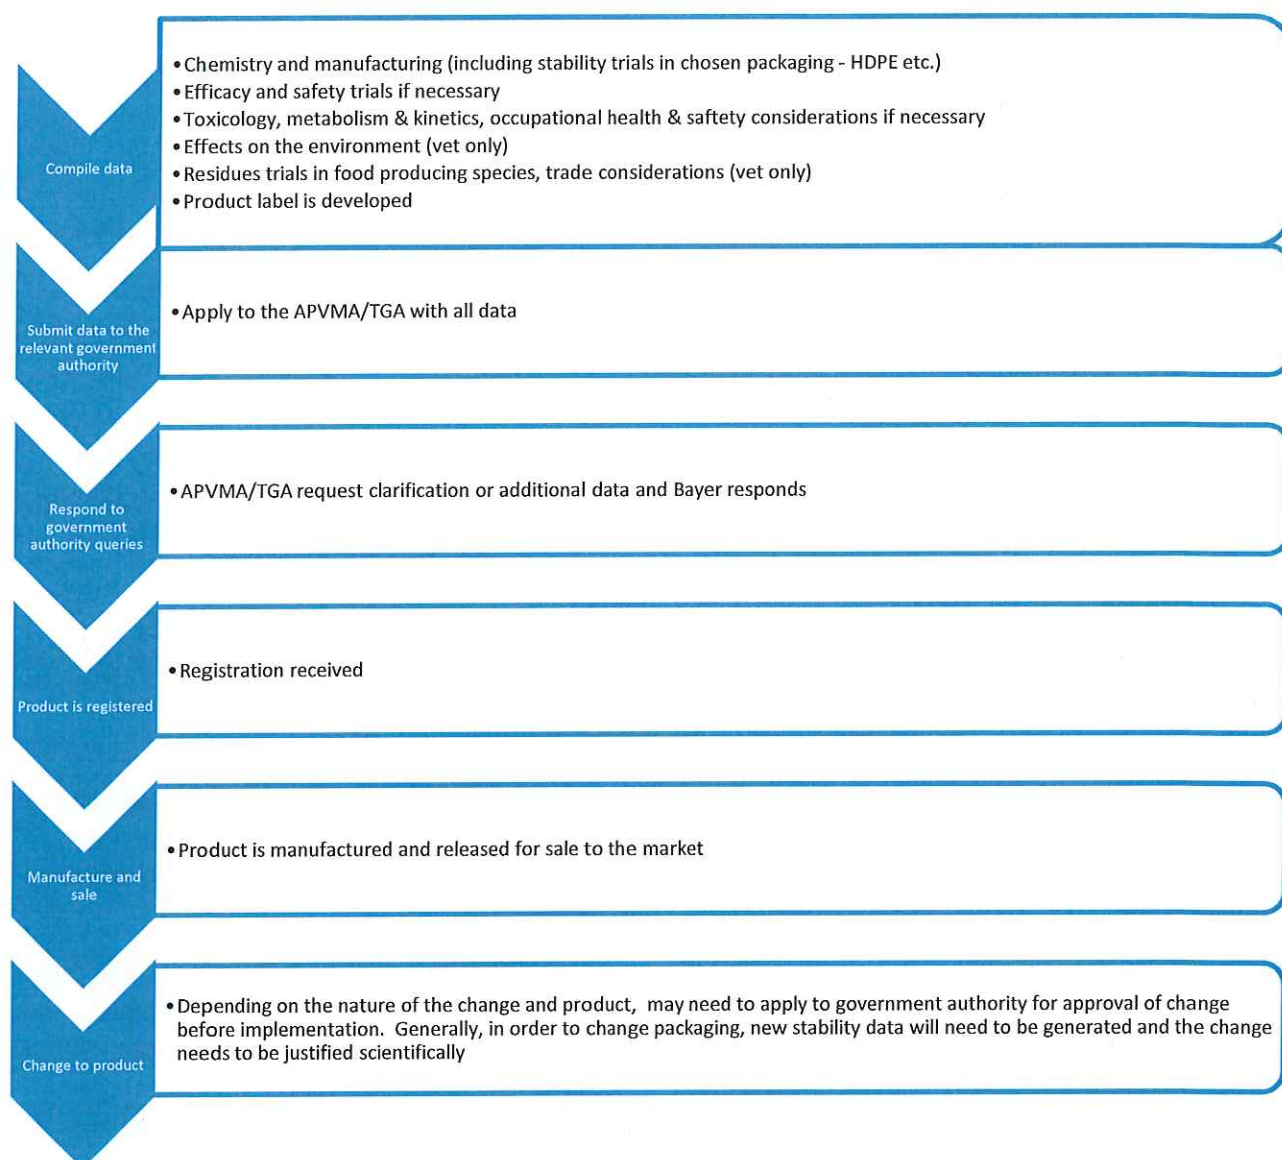 Compile data
•Chemistry and manufacturing (including stability trials in chosen packaging - HDPE etc.)
•Efficacy and safety trials if necessary
•Toxicology, metabolism & kinetics, occupational health & saftety considerations if necessary
•Effects on the environment (vet only)
•Residues trials in food producing species, trade considerations (vet only)
•Product label is developed
Submit data to the
relevant government
authority
•Apply to the APVMA/TGA with all data
Respond to
government
authority queries
•APVMA/TGA request clarification or additional data and Bayer responds
Product is registered
•Registration received
Manufacture and
sale
•Product is manufactured and released for sale to the market
Change to product
•Depending on the nature of the change and product, may need to apply to government authority for approval of change
before implementation. Generally, in order to change packaging, new stability data will need to be generated and the change
needs to be justified scientifically